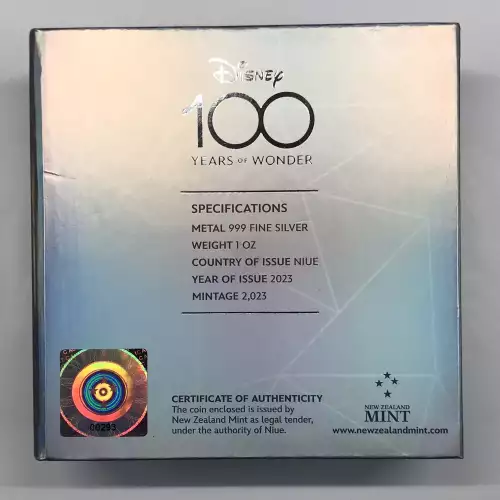 Disney
100
YEARS OF WONDER
SPECIFICATIONS
METAL 999 FINE SILVER
WEIGHT 1 OZ
COUNTRY OF ISSUE NIUE
YEAR OF ISSUE 2023
MINTAGE 2,023
00293
CERTIFICATE OF AUTHENTICITY
The coin enclosed is issued by
New Zealand Mint as legal tender,
under the authority of Niue.
NEW ZEALAND
MINT
www.newzealandmint.com